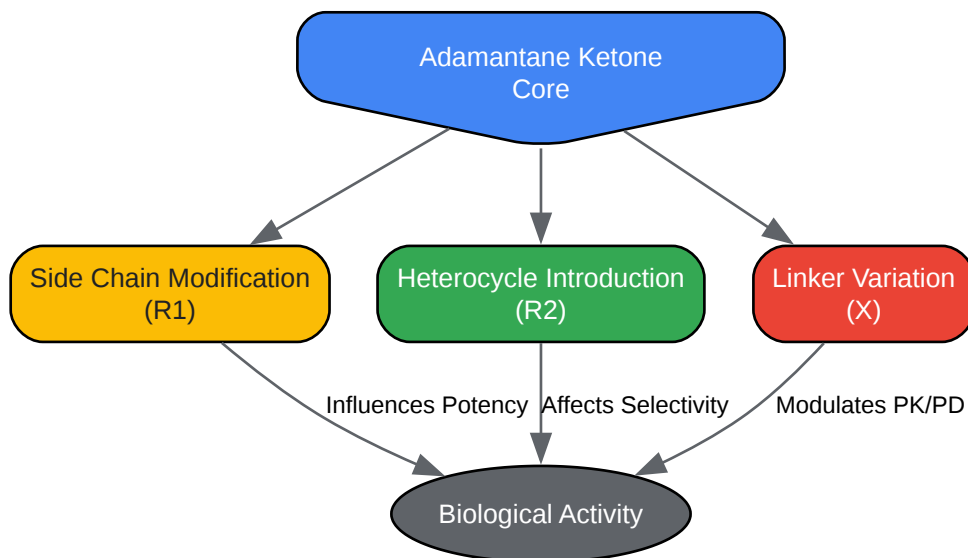 Adamantane Ketone
Core
Side Chain Modification
(R1)
Heterocycle Introduction
(R2)
Linker Variation
(X)
Influences Potency
Affects Selectivity
Modulates PK/PD
Biological Activity